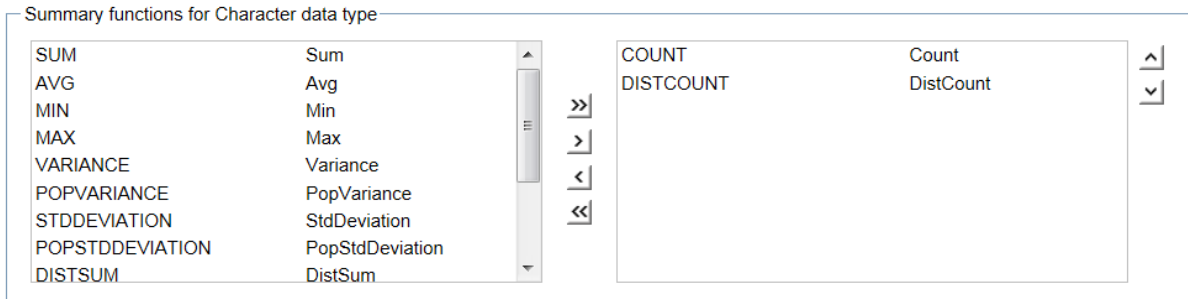 Summary functions for Character data type
SUM Sum
AVG Avg
MIN Min
MAX Max
VARIANCE Variance
POPVARIANCE PopVariance
STDDEVIATION StdDeviation
POPSTDDEVIATION PopStdDeviation
DISTSUM DistSum
>>
>
<
<<
COUNT Count
DISTCOUNT DistCount